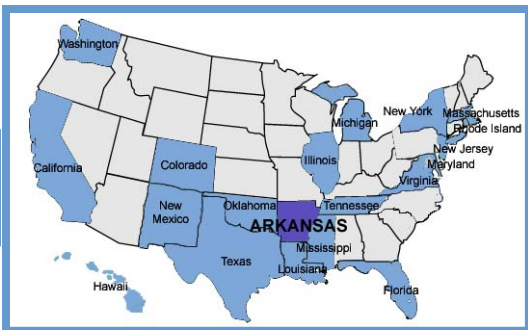 Washington
New York
Massachusetts
Michigan
Rhode Island
New Jersey
Illinois
Maryland
California
Colorado
Virginia
New
Mexico
Oklahoma
Tennessee
ARKANSAS
Mississippi
Texas
Louisiana
Hawaii
Florida